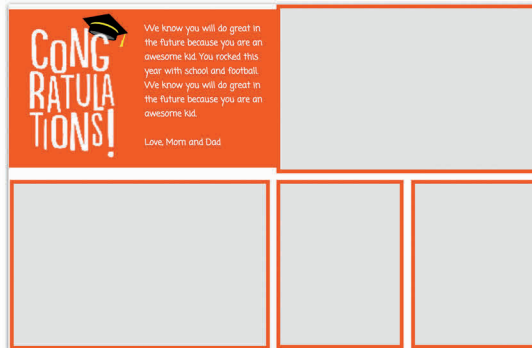 CONG
RATULA
TIONS!
We know you will do great in
the future because you are an
awesome kid. You rocked this
year with school and football.
We know you will do great in
the future because you are an
awesome kid.
Love, Mom and Dad